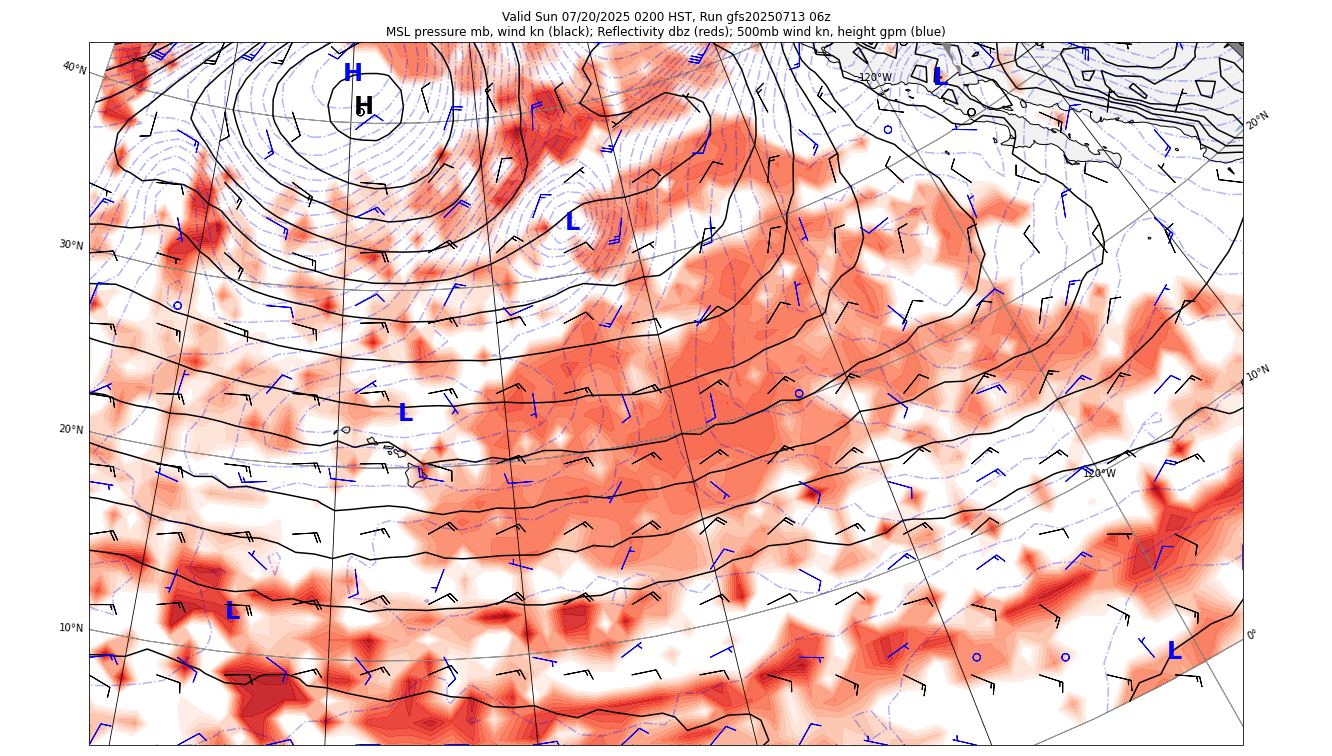 Valid Sun 07/20/2025 0200 HST, Run gfs20250713 06z
MSL pressure mb, wind kn (black); Reflectivity dbz (reds); 500mb wind kn, height gpm (blue)
40°N
H
H
120°W
L
20°N
30°N
L
10°N
20°N
L
120°W
10°N
L
0°
L